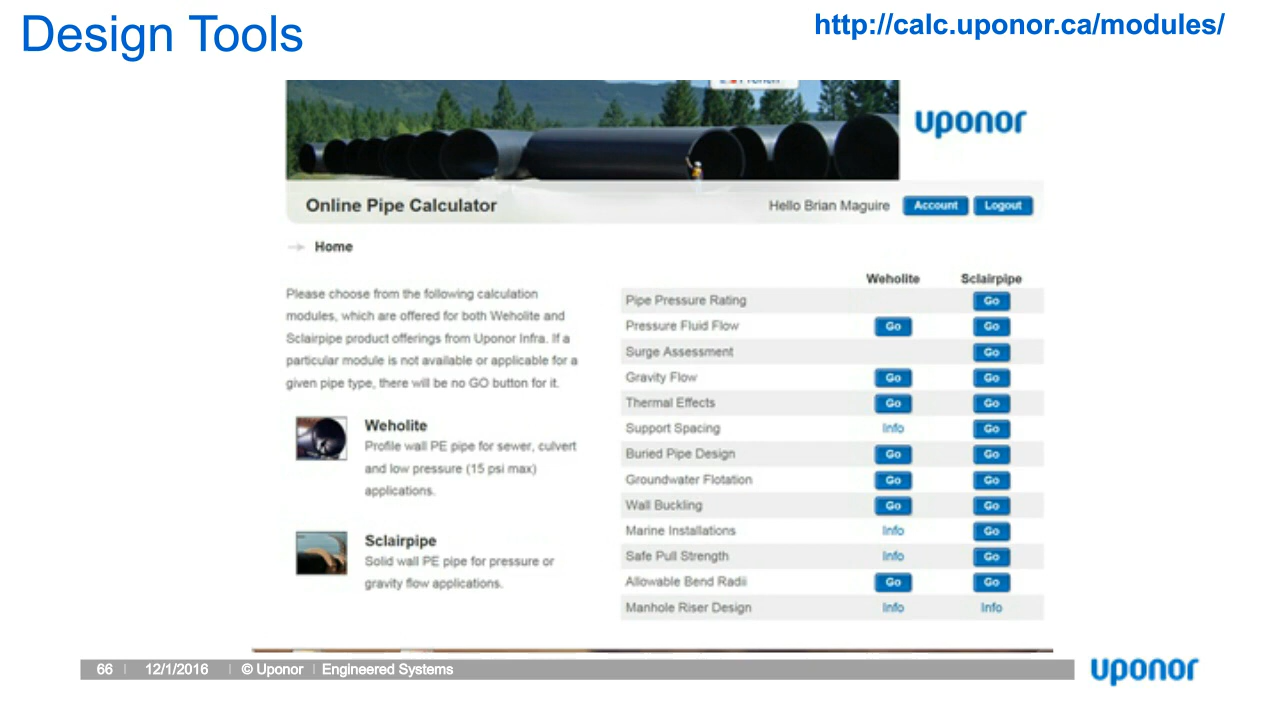 Design Tools
http://calc.uponor.ca/modules/
uponor
Online Pipe Calculator
Hello Brian Maguire
Account
Logout
Home
Please choose from the following calculation
modules, which are offered for both Weholite and
Sclairpipe product offerings from Uponor Infra. If a
particular module is not available or applicable for a
given pipe type, there will be no GO button for it.
Weholite
Profile wall PE pipe for sewer, culvert
and low pressure (15 psi max)
applications.
Sclairpipe
Solid wall PE pipe for pressure or
gravity flow applications.
Weholite Sclairpipe
Pipe Pressure Rating Go
Pressure Fluid Flow Go Go
Surge Assessment Go
Gravity Flow Go Go
Thermal Effects Go Go
Support Spacing Info Go
Buried Pipe Design Go Go
Groundwater Flotation Go Go
Wall Buckling Go Go
Marine Installations Info Go
Safe Pull Strength Info Go
Allowable Bend Radii Go Go
Manhole Riser Design Info Info
66 12/1/2016 © Uponor Engineered Systems
uponor